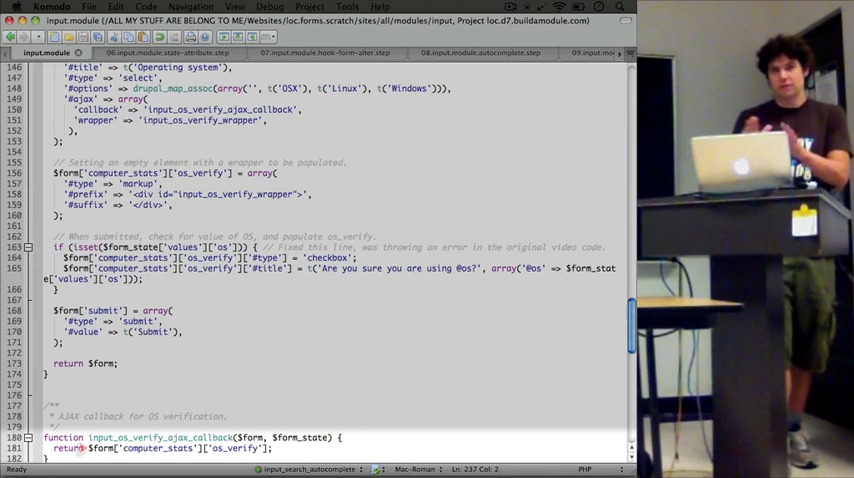 Komodo File Edit Code Navigation View Debug Project Tools Help
input.module (/ALL MY STUFF ARE BELONG TO ME/Websites/loc.forms.scratch/sites/all/modules/input, Project loc.d7.buildamodule.com)
input.module 06.input.module.state-attribute.step 07.input.module.hook-form-alter.step 08.input.module.autocomplete.step 09.input.mo
146 '#title' => t('Operating system'),
147 '#type' => 'select',
148 '#options' => drupal_map_assoc(array('', t('OSX'), t('Linux'), t('Windows'))),
149 '#ajax' => array(
150 'callback' => 'input_os_verify_ajax_callback',
151 'wrapper' => 'input_os_verify_wrapper',
152 ),
153 );
154
155 // Setting an empty element with a wrapper to be populated.
156 $form['computer_stats']['os_verify'] = array(
157 '#type' => 'markup',
158 '#prefix' => '<div id="input_os_verify_wrapper">',
159 '#suffix' => '</div>',
160 );
161
162 // When submitted, check for value of OS, and populate os_verify.
163 if (isset($form_state['values']['os'])) { // Fixed this line, was throwing an error in the original video code.
164 $form['computer_stats']['os_verify']['#type'] = 'checkbox';
165 $form['computer_stats']['os_verify']['#title'] = t('Are you sure you are using @os?', array('@os' => $form_stat
e['values']['os']));
166 }
167
168 $form['submit'] = array(
169 '#type' => 'submit',
170 '#value' => t('Submit'),
171 );
172
173 return $form;
174 }
175
176
177 /**
178 * AJAX callback for OS verification.
179 */
180 function input_os_verify_ajax_callback($form, $form_state) {
181 return $form['computer_stats']['os_verify'];
182 }
Ready input_search_autocomplete Mac-Roman Ln: 237 Col: 2 PHP